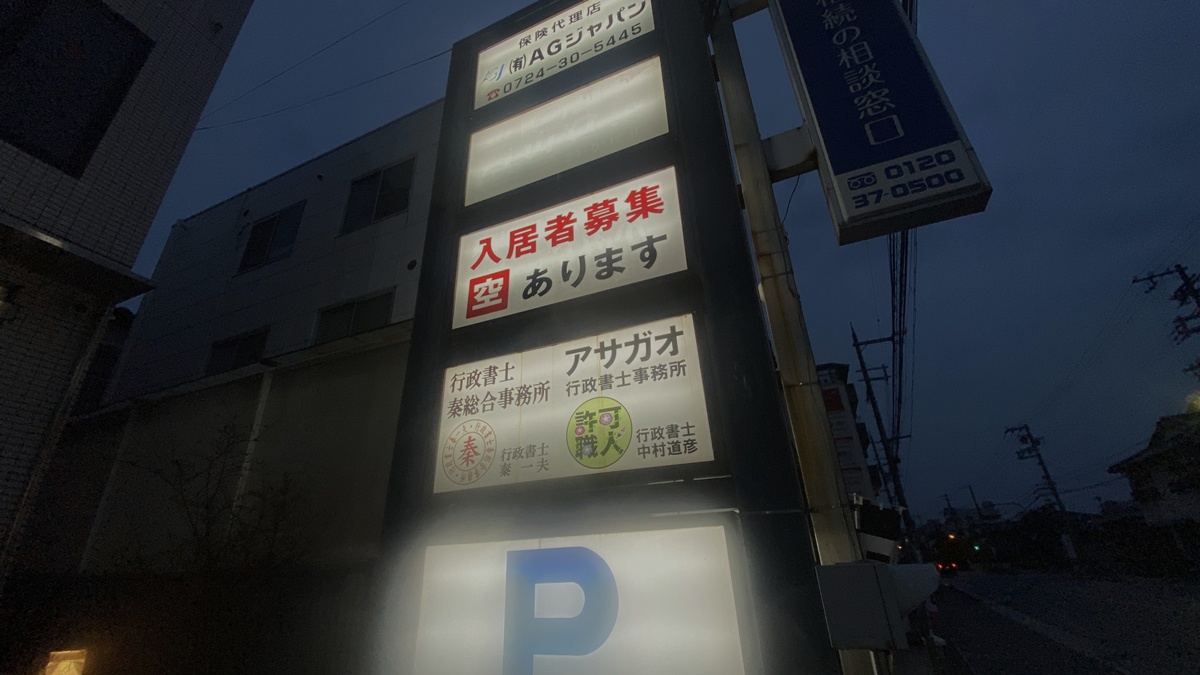 保険代理店
(有)AGジャパン
☎0724-30-5445
入居者募集
空 あります
行政書士
秦総合事務所
秦
行政書士
秦 一夫
アサガオ
行政書士事務所
許可
職人
行政書士
中村道彦
P
相続の相談窓口
0120
37-0500